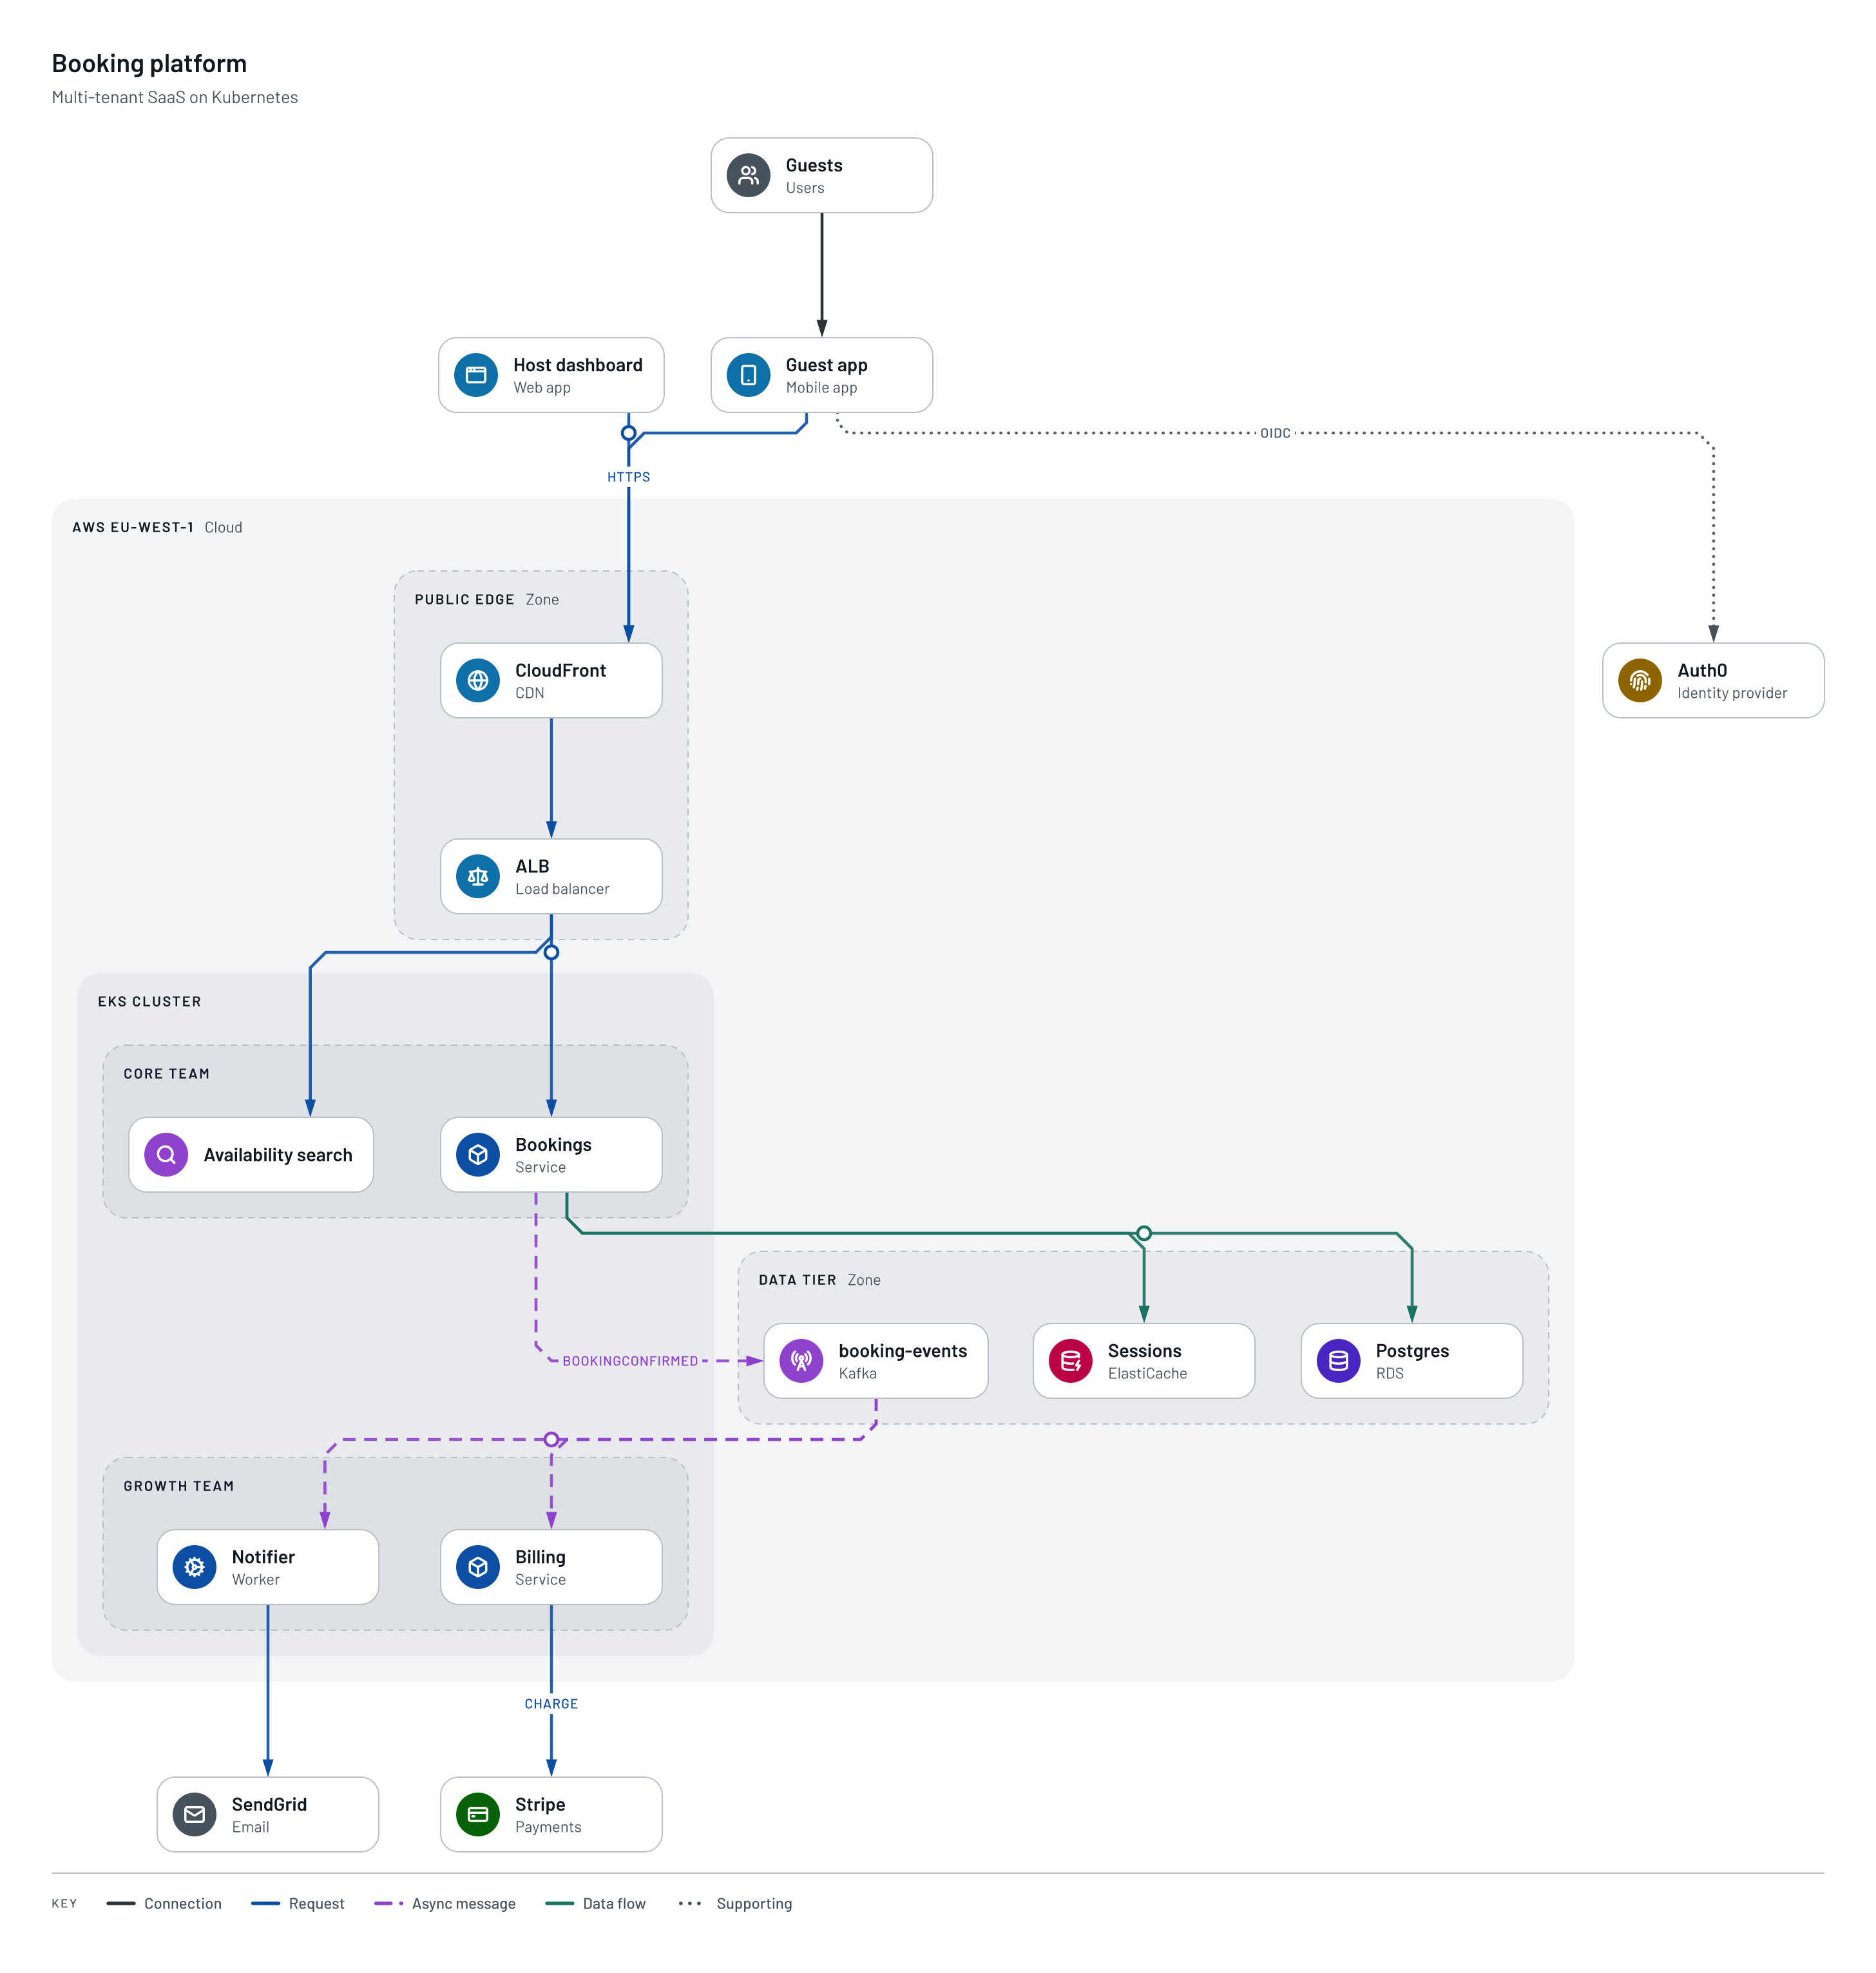 Booking platform
Multi-tenant SaaS on Kubernetes
Guests
Users
Host dashboard
Web app
Guest app
Mobile app
OIDC
HTTPS
AWS EU-WEST-1 Cloud
PUBLIC EDGE Zone
CloudFront
CDN
Auth0
Identity provider
ALB
Load balancer
EKS CLUSTER
CORE TEAM
Availability search
Bookings
Service
DATA TIER Zone
BOOKINGCONFIRMED
booking-events
Kafka
Sessions
ElastiCache
Postgres
RDS
GROWTH TEAM
Notifier
Worker
Billing
Service
CHARGE
SendGrid
Email
Stripe
Payments
KEY Connection Request Async message Data flow Supporting